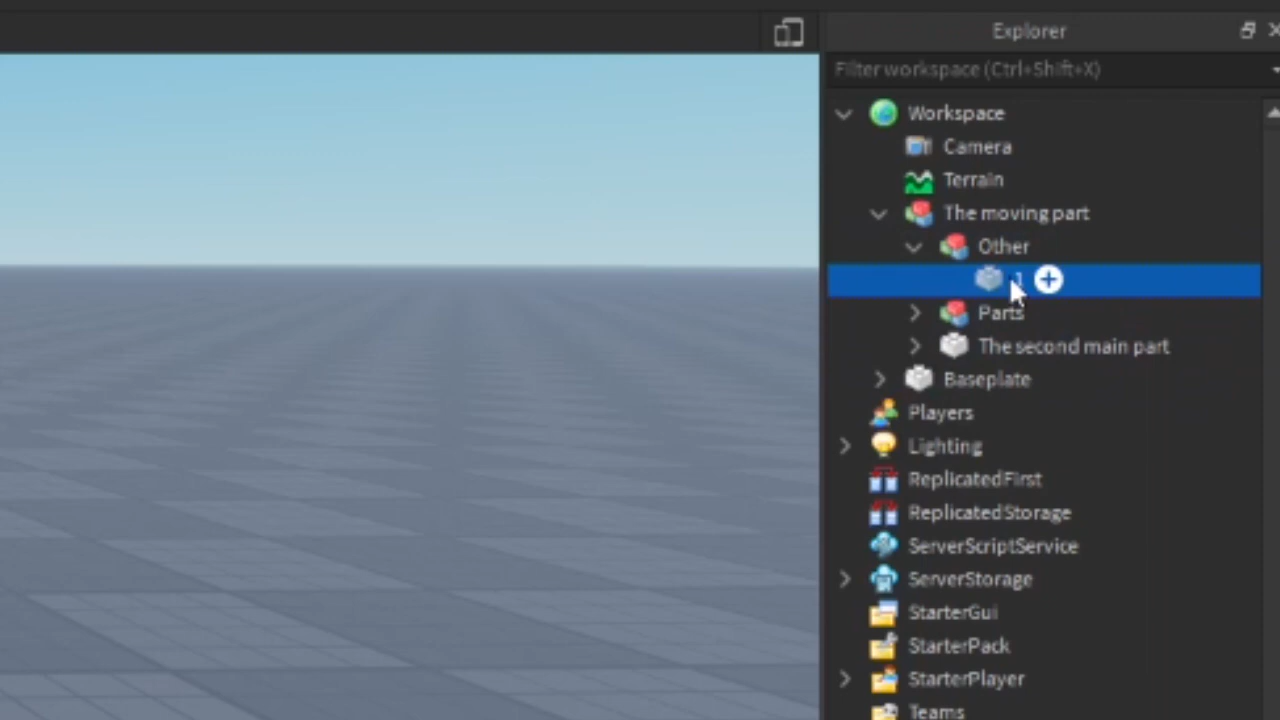 Explorer
Filter workspace (Ctrl+Shift+X)
Workspace
Camera
Terrain
The moving part
Other
1
Parts
The second main part
Baseplate
Players
Lighting
ReplicatedFirst
ReplicatedStorage
ServerScriptService
ServerStorage
StarterGui
StarterPack
StarterPlayer
Teams